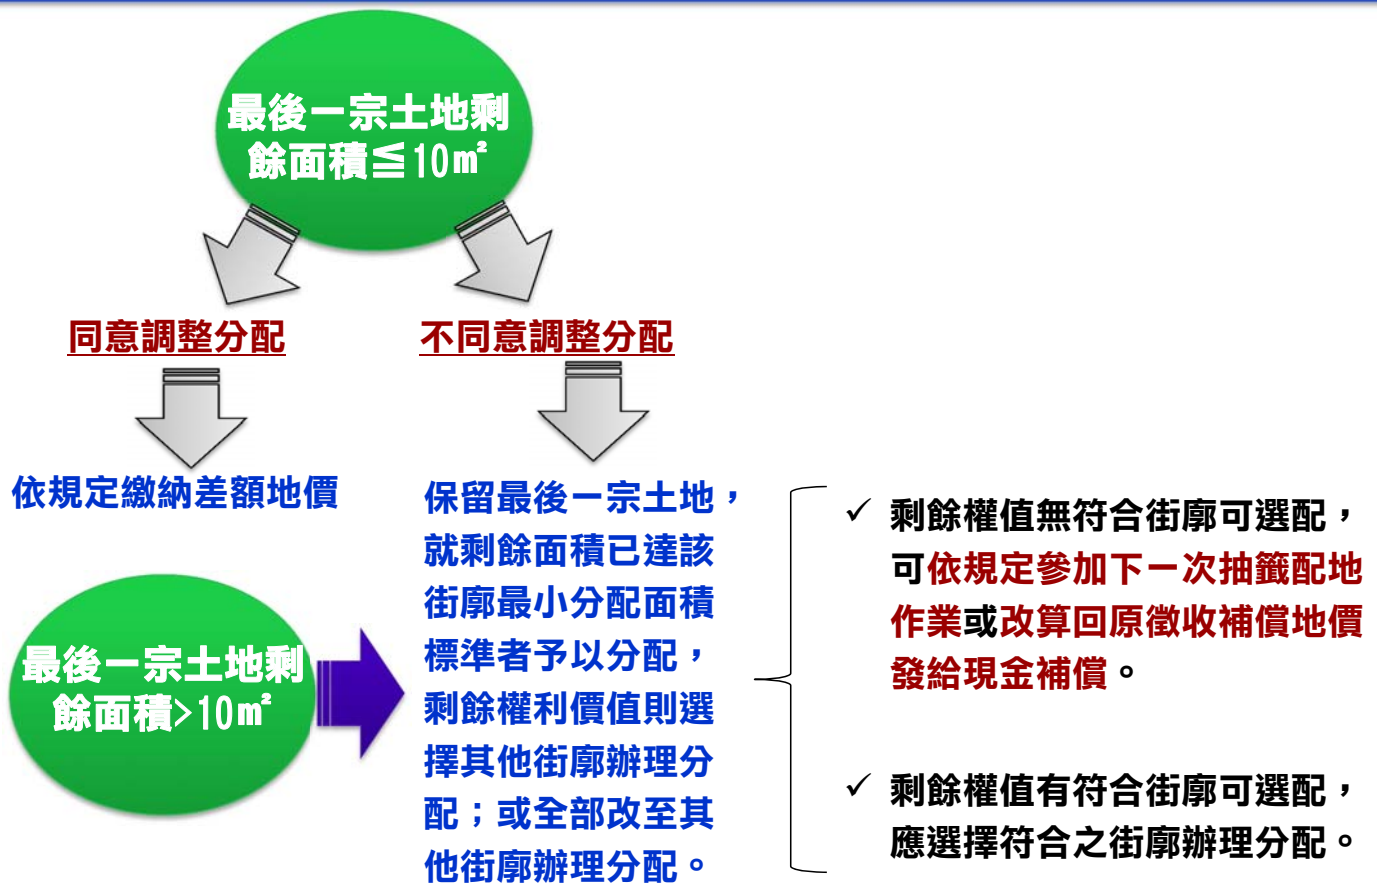 最後一宗土地剩
餘面積≦10㎡
同意調整分配
不同意調整分配
依規定繳納差額地價
保留最後一宗土地，
就剩餘面積已達該
街廓最小分配面積
標準者予以分配，
剩餘權利價值則選
擇其他街廓辦理分
配；或全部改至其
他街廓辦理分配。
最後一宗土地剩
餘面積>10㎡
✓ 剩餘權值無符合街廓可選配，
可依規定參加下一次抽籤配地
作業或改算回原徵收補償地價
發給現金補償。
✓ 剩餘權值有符合街廓可選配，
應選擇符合之街廓辦理分配。